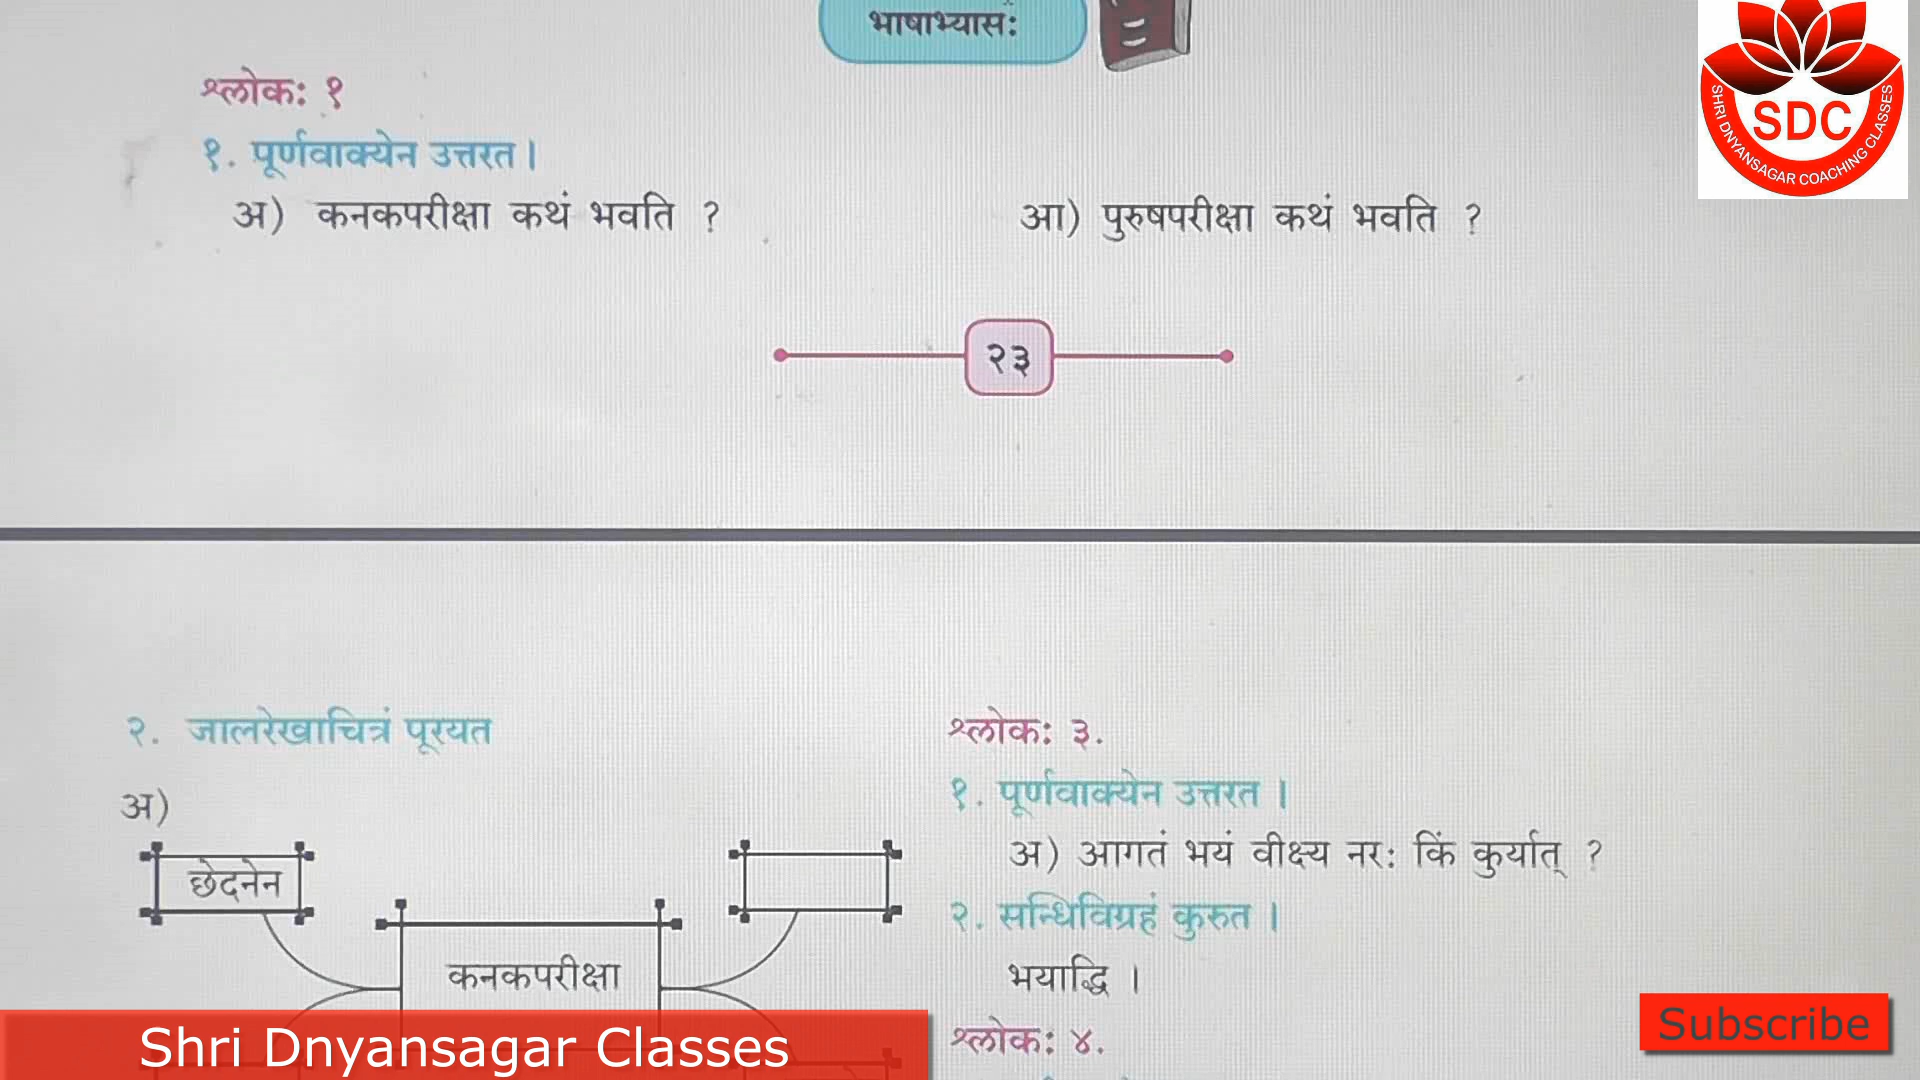 भाषाभ्यासः
SDC
SHRI DNYANSAGAR COACHING CLASSES
श्लोकः १
१. पूर्णवाक्येन उत्तरत।
अ) कनकपरीक्षा कथं भवति ?
आ) पुरुषपरीक्षा कथं भवति ?
२३
२. जालरेखाचित्रं पूरयत
अ)
छेदनेन
कनकपरीक्षा
श्लोकः ३.
१. पूर्णवाक्येन उत्तरत ।
अ) आगतं भयं वीक्ष्य नरः किं कुर्यात् ?
२. सन्धिविग्रहं कुरुत ।
भयाद्धि ।
श्लोकः ४.
Shri Dnyansagar Classes
Subscribe